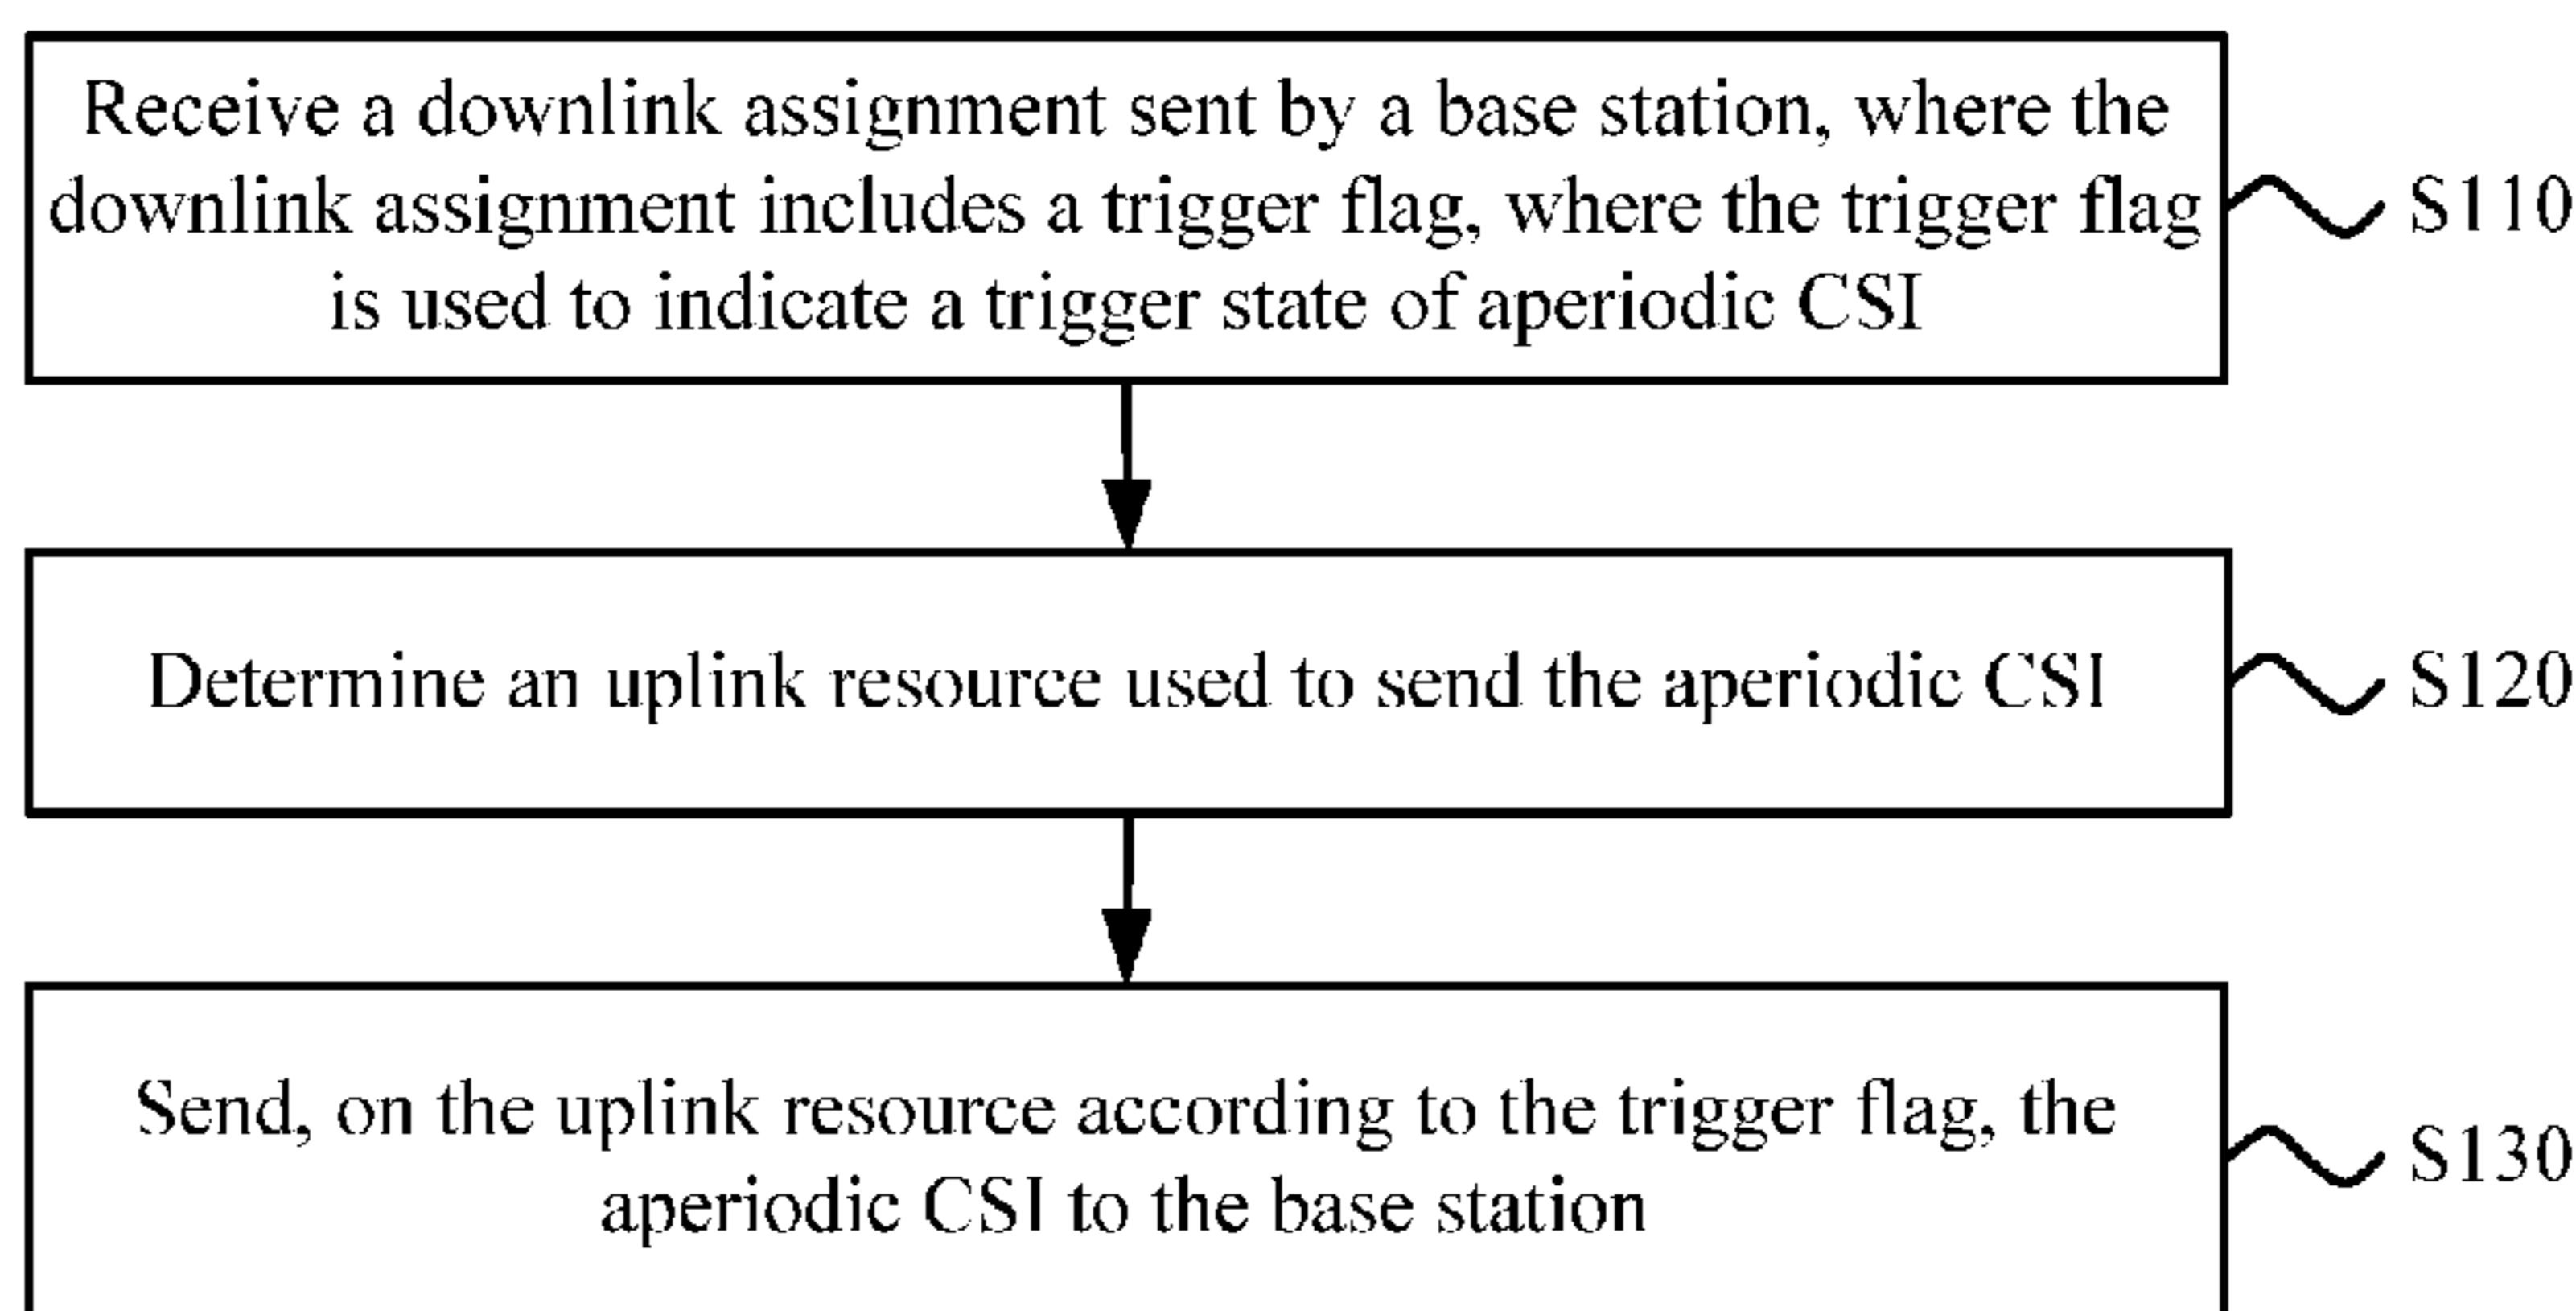 Receive a downlink assignment sent by a base station, where the
downlink assignment includes a trigger flag, where the trigger flag
is used to indicate a trigger state of aperiodic CSI
S110
Determine an uplink resource used to send the aperiodic CSI
S120
Send, on the uplink resource according to the trigger flag, the
aperiodic CSI to the base station
S130